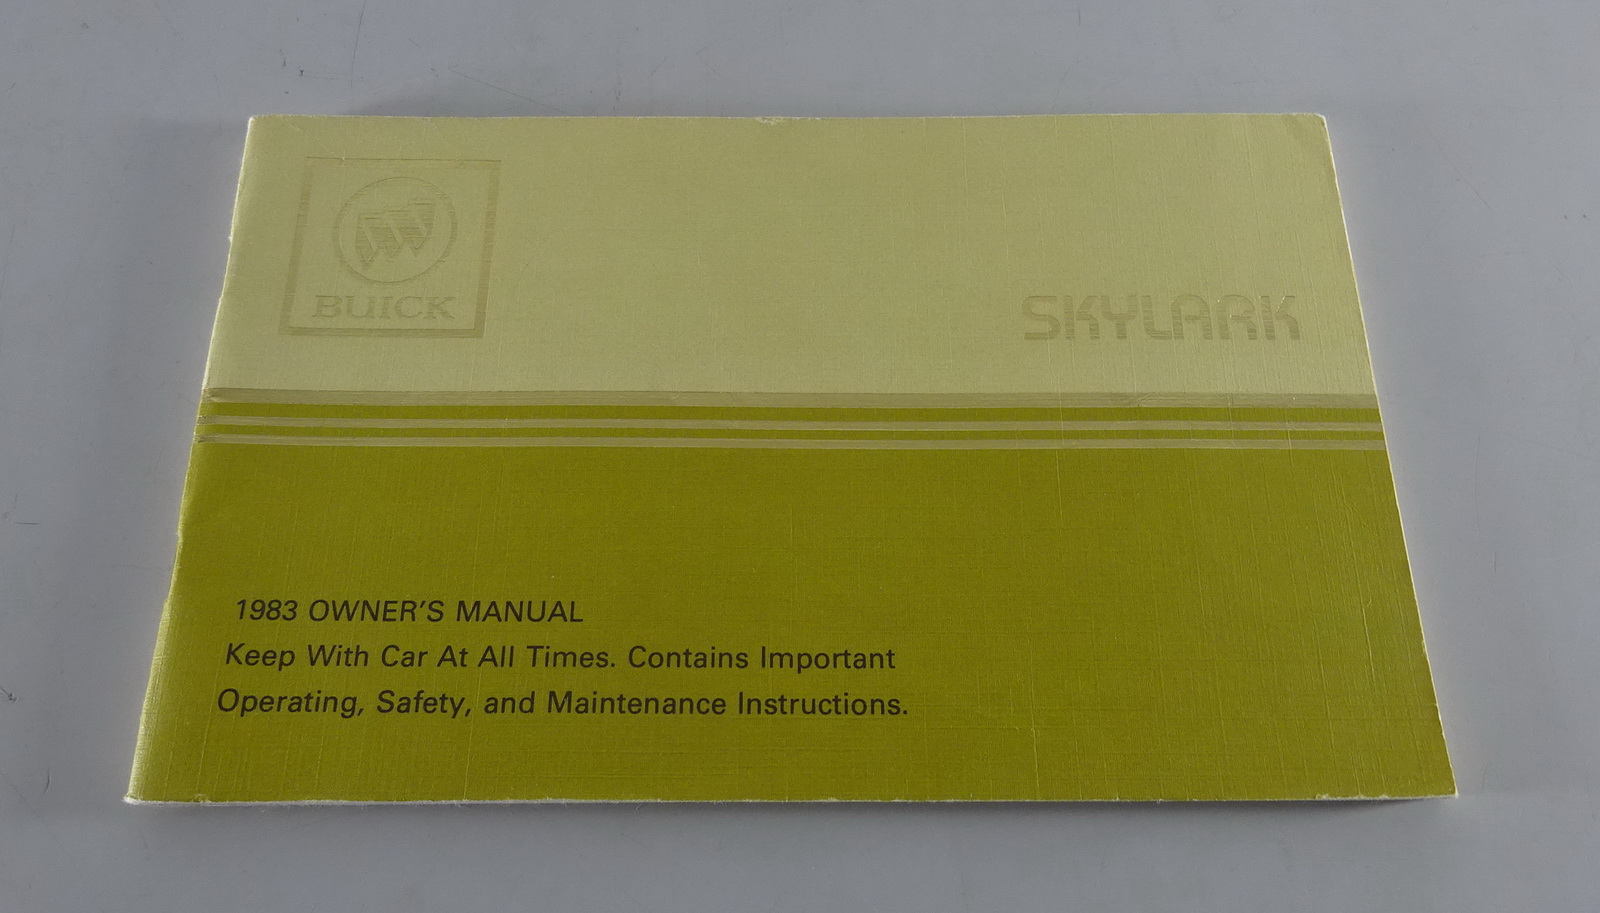 BUICK
SKYLARK
1983 OWNER'S MANUAL
Keep With Car At All Times. Contains Important
Operating, Safety, and Maintenance Instructions.